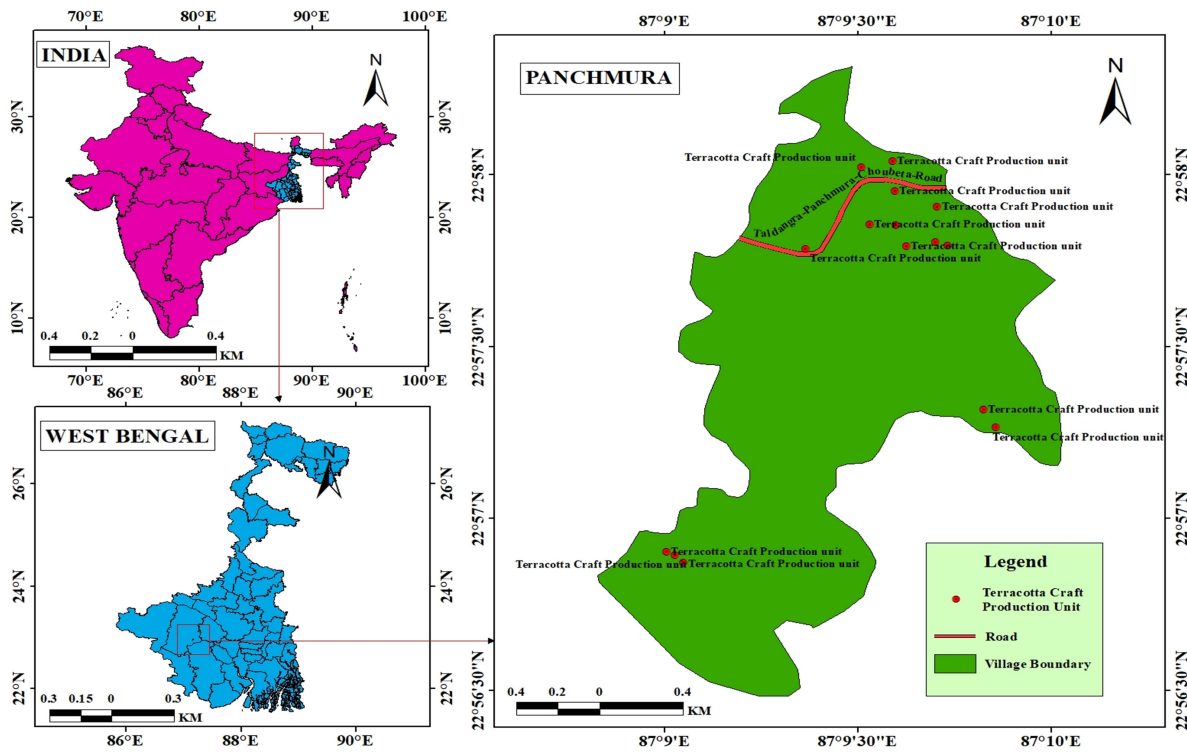 70°E 80°E 90°E 100°E
INDIA
N
30°N
20°N
10°N
30°N
20°N
10°N
0.4 0.2 0 0.4
KM
70°E 80°E 90°E 100°E
86°E 88°E 90°E
WEST BENGAL
N
26°N
24°N
22°N
26°N
24°N
22°N
0.3 0.15 0 0.3
KM
86°E 88°E 90°E
87°9'E 87°9'30"E 87°10'E
PANCHMURA
N
22°58'N
22°57'30"N
22°57'N
22°56'30"N
22°58'N
22°57'30"N
22°57'N
22°56'30"N
Terracotta Craft Production unit
Terracotta Craft Production unit
Taldangra-Panchmura-Choubeta-Road
Terracotta Craft Production unit
Terracotta Craft Production unit
Terracotta Craft Production unit
Terracotta Craft Production unit
Terracotta Craft Production unit
Terracotta Craft Production unit
Terracotta Craft Production unit
Terracotta Craft Production unit
Terracotta Craft Production unit
Terracotta Craft Production unit
Legend
Terracotta Craft
Production Unit
Road
Village Boundary
0.4 0.2 0 0.4
KM
87°9'E 87°9'30"E 87°10'E